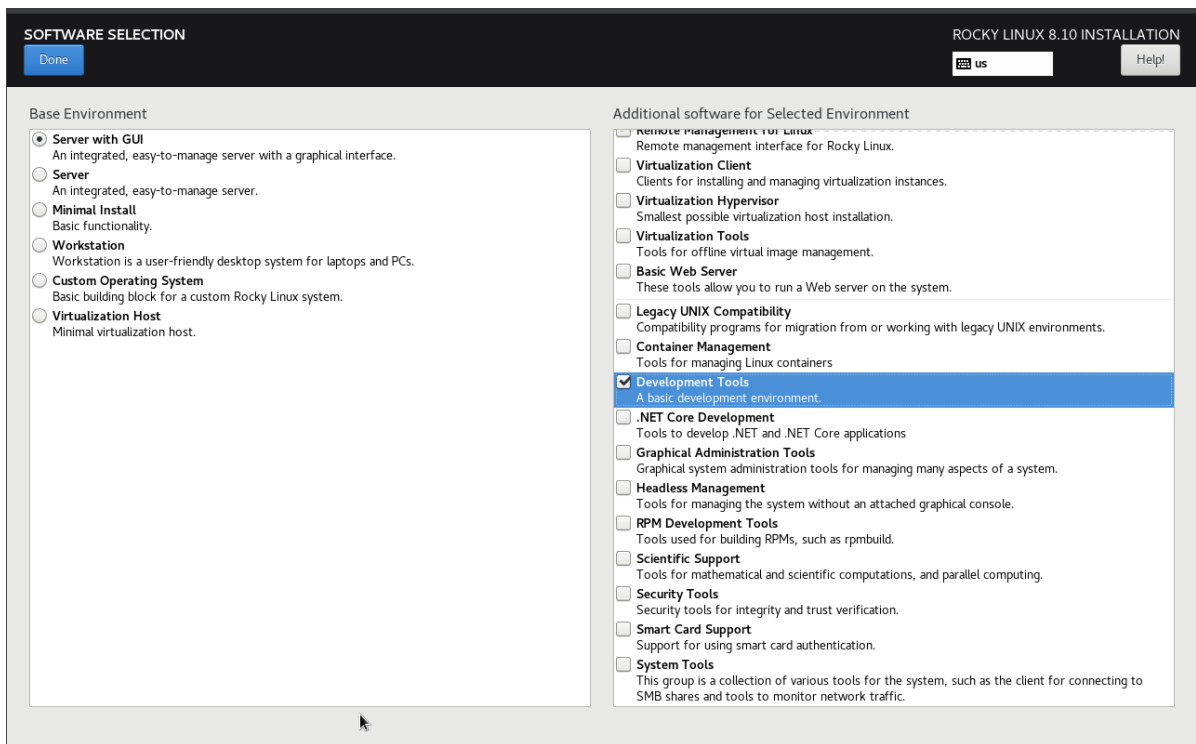 SOFTWARE SELECTION
Done
ROCKY LINUX 8.10 INSTALLATION
us
Help!
Base Environment
Server with GUI
An integrated, easy-to-manage server with a graphical interface.
Server
An integrated, easy-to-manage server.
Minimal Install
Basic functionality.
Workstation
Workstation is a user-friendly desktop system for laptops and PCs.
Custom Operating System
Basic building block for a custom Rocky Linux system.
Virtualization Host
Minimal virtualization host.
Additional software for Selected Environment
Remote Management for Linux
Remote management interface for Rocky Linux.
Virtualization Client
Clients for installing and managing virtualization instances.
Virtualization Hypervisor
Smallest possible virtualization host installation.
Virtualization Tools
Tools for offline virtual image management.
Basic Web Server
These tools allow you to run a Web server on the system.
Legacy UNIX Compatibility
Compatibility programs for migration from or working with legacy UNIX environments.
Container Management
Tools for managing Linux containers
Development Tools
A basic development environment.
.NET Core Development
Tools to develop .NET and .NET Core applications
Graphical Administration Tools
Graphical system administration tools for managing many aspects of a system.
Headless Management
Tools for managing the system without an attached graphical console.
RPM Development Tools
Tools used for building RPMs, such as rpmbuild.
Scientific Support
Tools for mathematical and scientific computations, and parallel computing.
Security Tools
Security tools for integrity and trust verification.
Smart Card Support
Support for using smart card authentication.
System Tools
This group is a collection of various tools for the system, such as the client for connecting to
SMB shares and tools to monitor network traffic.